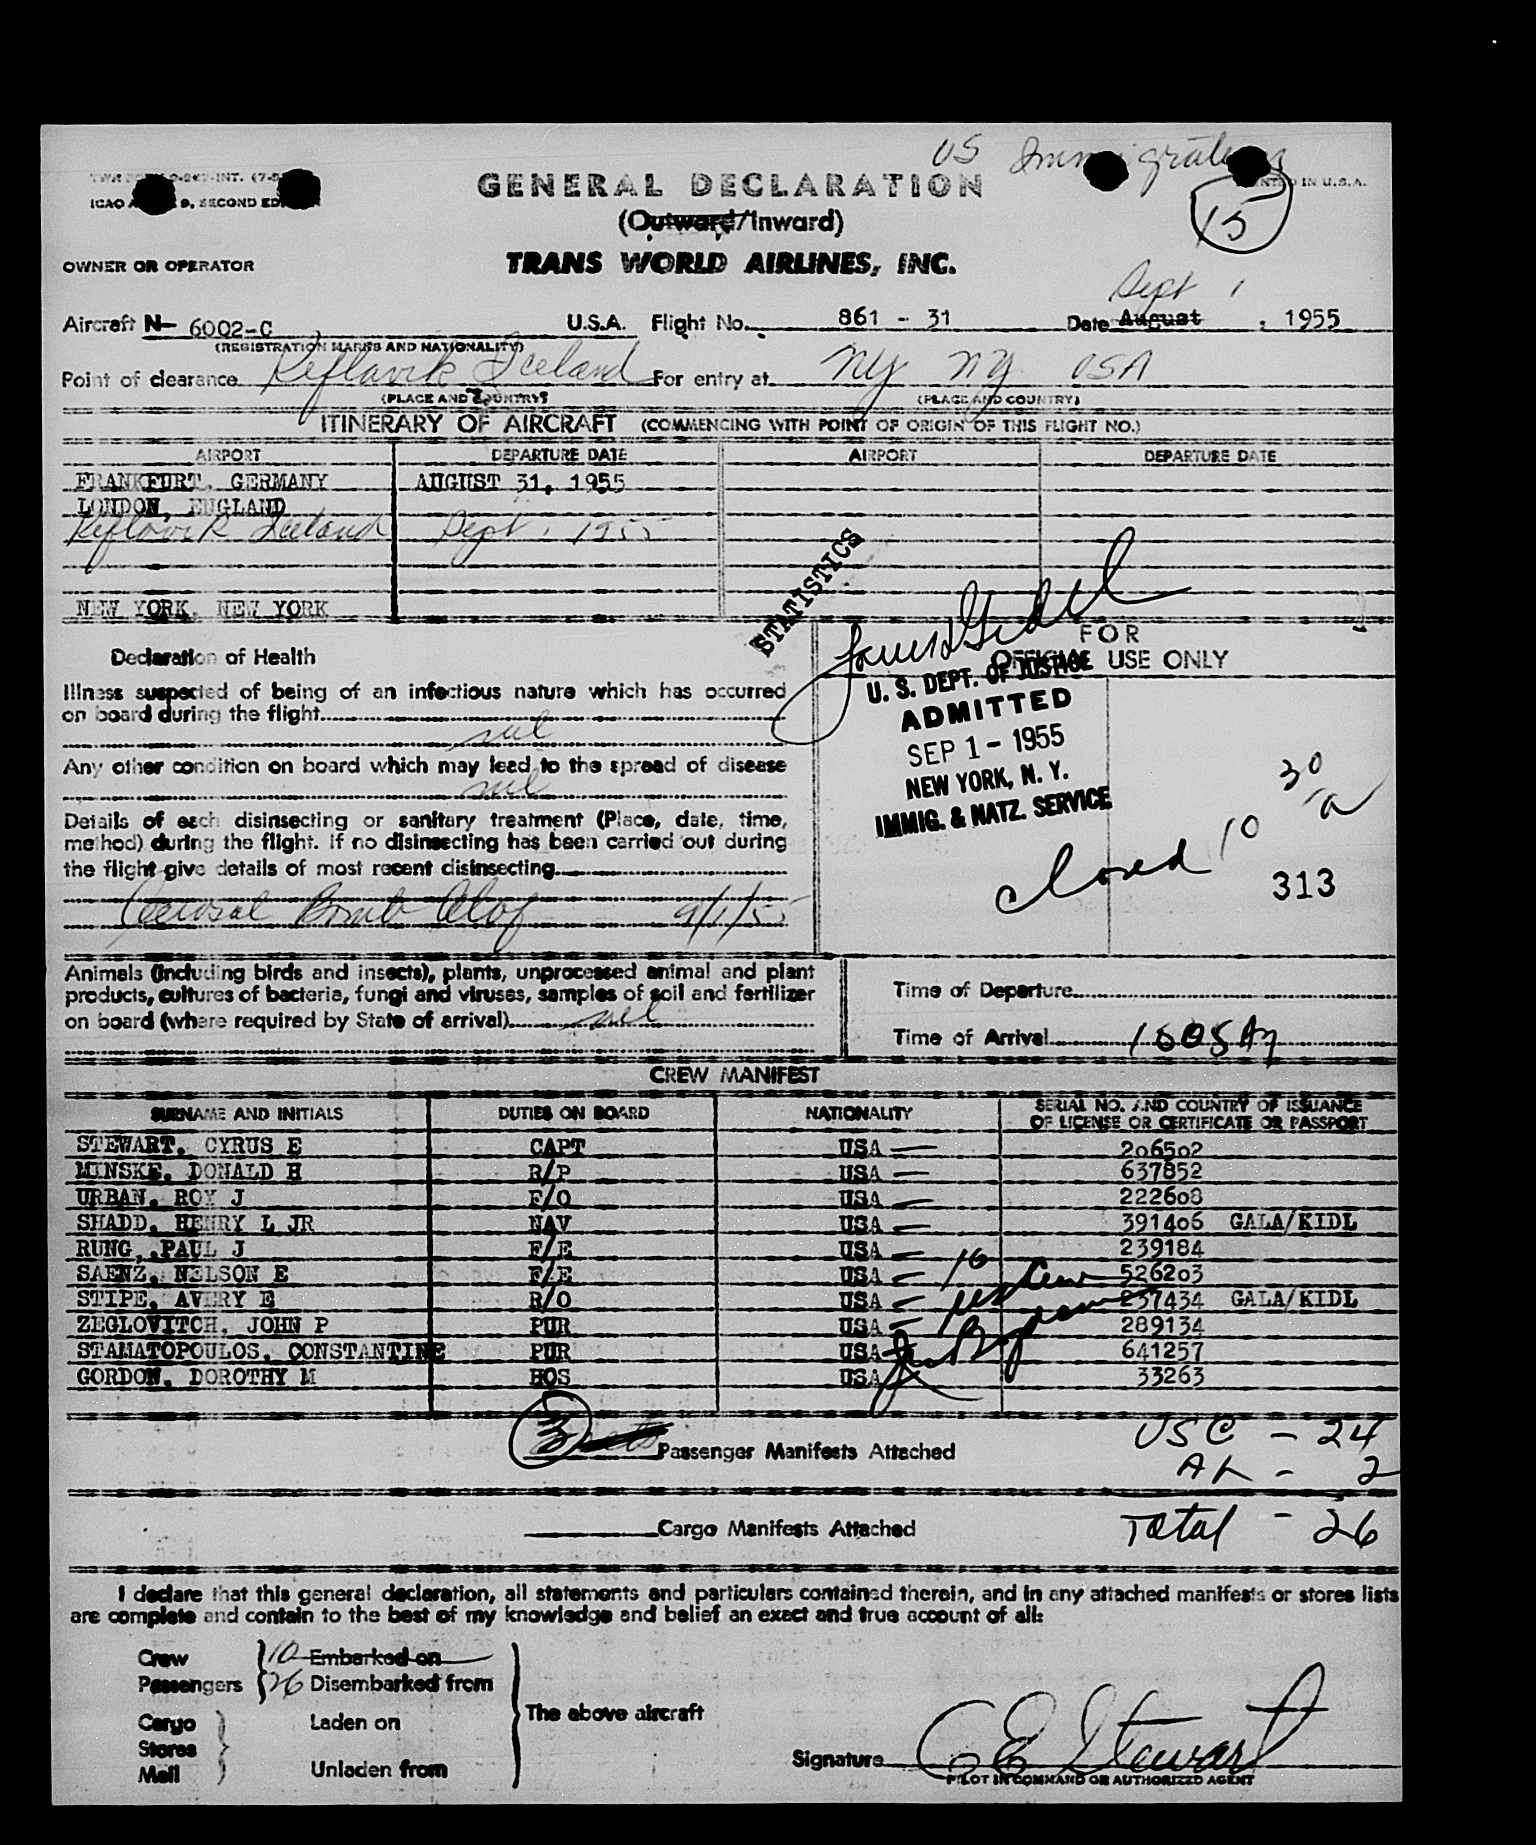 US Immigration
GENERAL DECLARATION
PRINTED IN U.S.A.
(Outward/Inward)
15
OWNER OR OPERATOR
TRANS WORLD AIRLINES, INC.
Sept 1
Aircraft N- 6002-C U.S.A. Flight No. 861 - 31 Date August , 1955
(REGISTRATION MARKS AND NATIONALITY)
Point of clearance Keflavik Iceland For entry at NY NY USA
(PLACE AND COUNTRY) (PLACE AND COUNTRY)
ITINERARY OF AIRCRAFT (COMMENCING WITH POINT OF ORIGIN OF THIS FLIGHT NO.)
AIRPORT DEPARTURE DATE AIRPORT DEPARTURE DATE
FRANKFURT, GERMANY AUGUST 31, 1955
LONDON, ENGLAND
Keflavik Iceland Sept 1 1955
NEW YORK, NEW YORK
STATISTICS
FOR
OFFICIAL USE ONLY
Declaration of Health
Illness suspected of being of an infectious nature which has occurred
on board during the flight
nil
Any other condition on board which may lead to the spread of disease
nil
Details of each disinsecting or sanitary treatment (Place, date, time,
method) during the flight. If no disinsecting has been carried out during
the flight give details of most recent disinsecting
Aerosol Bomb 9/1/55
U. S. DEPT. OF JUSTICE
ADMITTED
SEP 1 - 1955
NEW YORK, N. Y.
IMMIG. & NATZ. SERVICE
30
10 a
313
Animals (including birds and insects), plants, unprocessed animal and plant
products, cultures of bacteria, fungi and viruses, samples of soil and fertilizer
on board (where required by State of arrival) nil
Time of Departure
Time of Arrival
CREW MANIFEST
SURNAME AND INITIALS DUTIES ON BOARD NATIONALITY SERIAL NO. AND COUNTRY OF ISSUANCE
OF LICENSE OR CERTIFICATE OR PASSPORT
STEWART, CYRUS E CAPT USA 206502
MINSKE, DONALD H R/P USA 637852
URBAN, ROY J F/O USA 222608
SHADD, HENRY L JR NAV USA 391406 GALA/KIDL
RUNG, PAUL J F/E USA 239184
SAENZ, NELSON E F/E USA 526203
STIPE, AVERY E R/O USA 237434 GALA/KIDL
ZEGLOVITCH, JOHN P PUR USA 289134
STAMATOPOULOS, CONSTANTINE PUR USA 641257
GORDON, DOROTHY M HOS USA 33263
10
3 Passenger Manifests Attached
USC - 24
2
Cargo Manifests Attached
Total - 26
I declare that this general declaration, all statements and particulars contained therein, and in any attached manifests or stores lists
are complete and contain to the best of my knowledge and belief an exact and true account of all:
Crew 10 Embarked on
Passengers 26 Disembarked from
The above aircraft
Cargo Laden on
Stores
Mail Unladen from
Signature C E Stewart
PILOT IN COMMAND OR AUTHORIZED AGENT